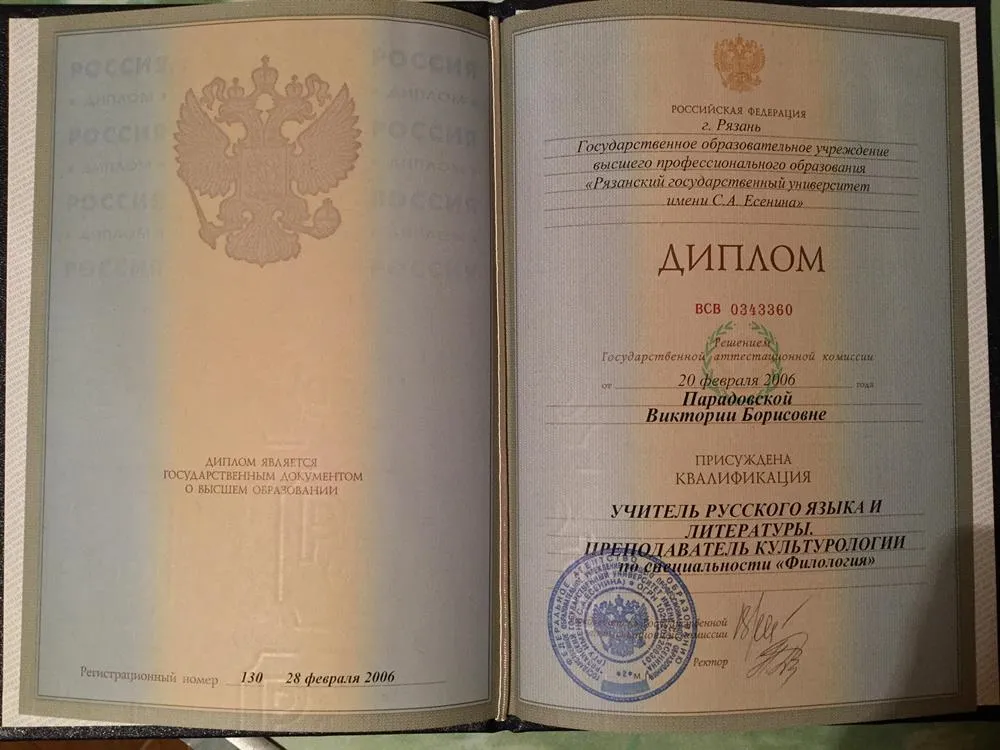 ДИПЛОМ ЯВЛЯЕТСЯ
ГОСУДАРСТВЕННЫМ ДОКУМЕНТОМ
О ВЫСШЕМ ОБРАЗОВАНИИ
Регистрационный номер 130 28 февраля 2006
РОССИЙСКАЯ ФЕДЕРАЦИЯ
г. Рязань
Государственное образовательное учреждение
высшего профессионального образования
«Рязанский государственный университет
имени С.А. Есенина»
ДИПЛОМ
ВСВ 0343360
Решением
Государственной аттестационной комиссии
от 20 февраля 2006 года
Парадовской
Виктории Борисовне
ПРИСУЖДЕНА
КВАЛИФИКАЦИЯ
УЧИТЕЛЬ РУССКОГО ЯЗЫКА И
ЛИТЕРАТУРЫ.
ПРЕПОДАВАТЕЛЬ КУЛЬТУРОЛОГИИ
по специальности «Филология»
Государственной
комиссии
Ректор